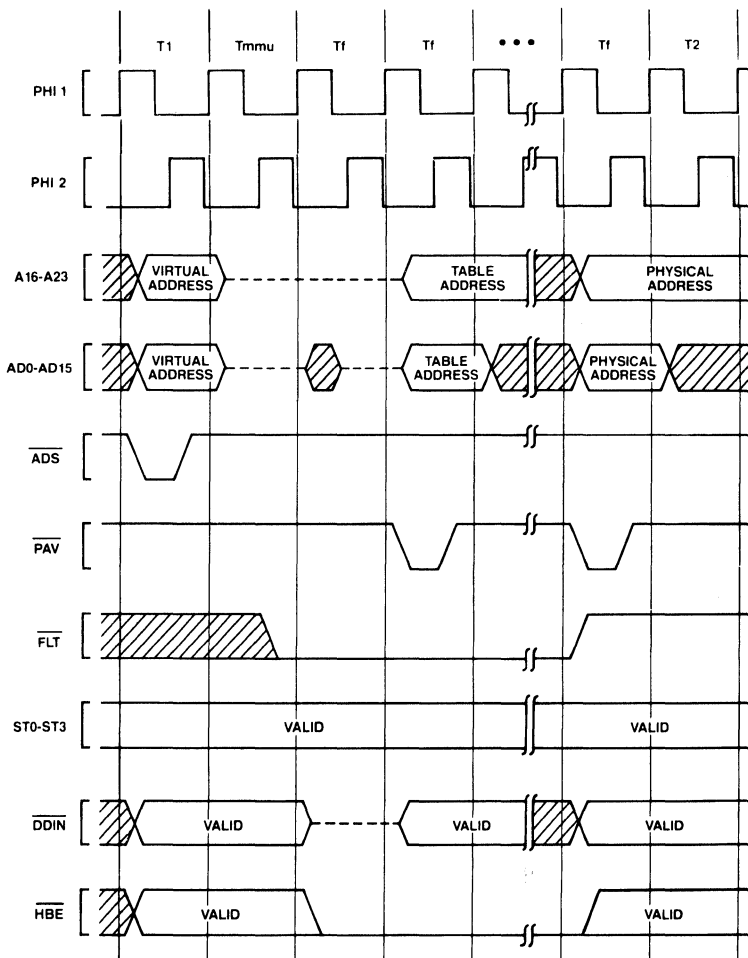 T1 Tmmu Tf Tf • • • Tf T2
PHI 1
PHI 2
A16-A23 VIRTUAL ADDRESS TABLE ADDRESS PHYSICAL ADDRESS
AD0-AD15 VIRTUAL ADDRESS TABLE ADDRESS PHYSICAL ADDRESS
ADS
PAV
FLT
ST0-ST3 VALID VALID
DDIN VALID VALID VALID
HBE VALID VALID